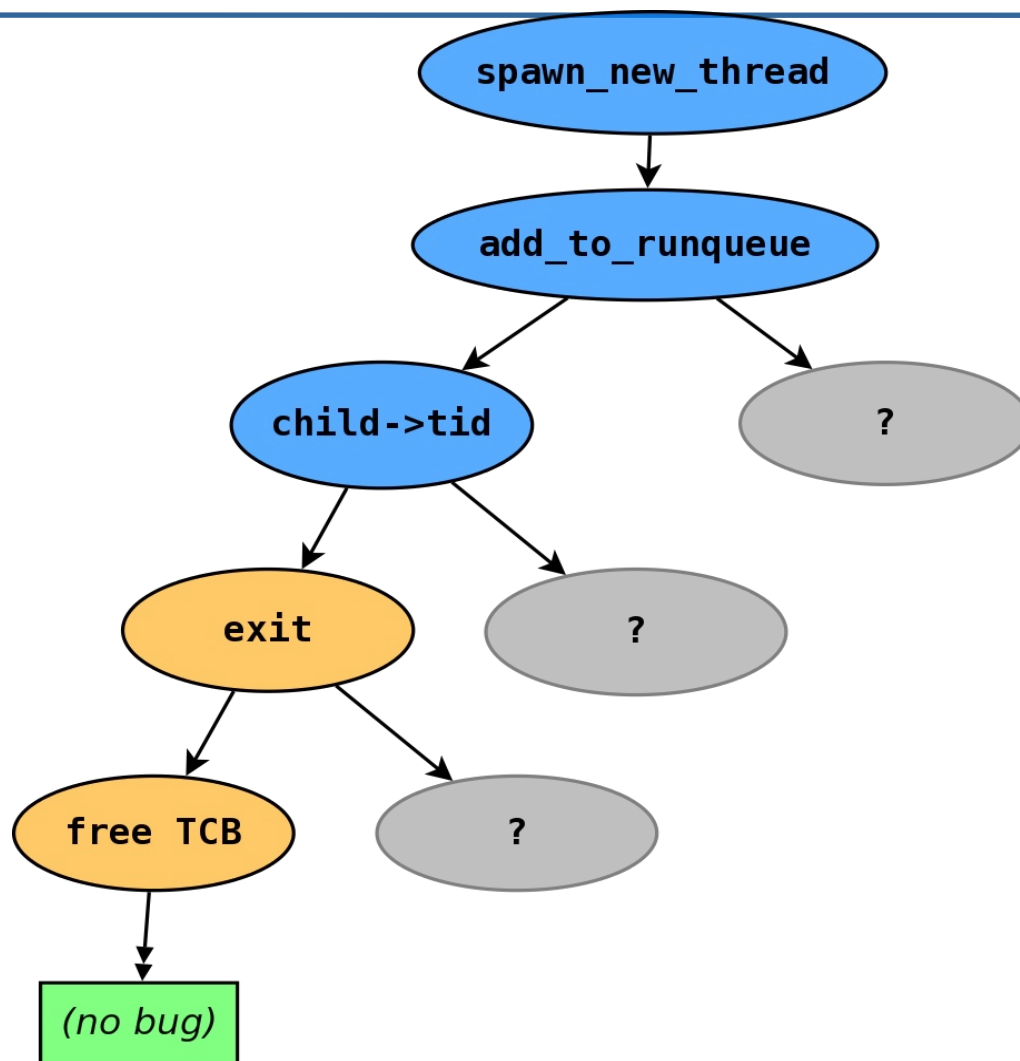 spawn_new_thread
add_to_runqueue
child->tid
?
exit
?
free TCB
?
(no bug)